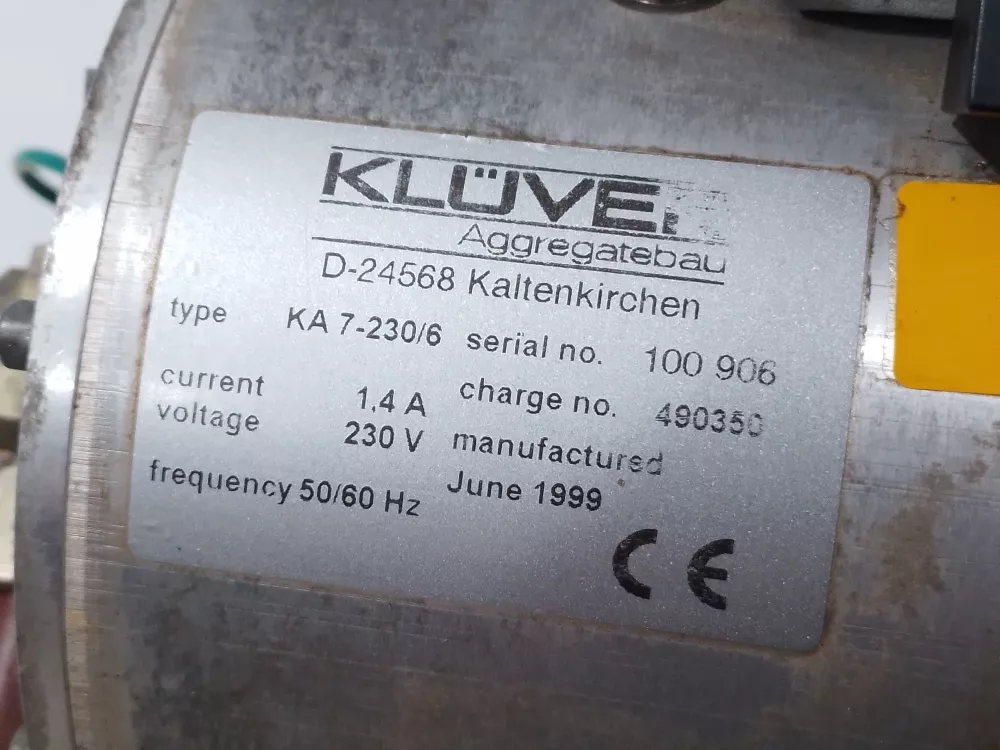 KLÜVE
Aggregatebau
D-24568 Kaltenkirchen
type KA 7-230/6 serial no. 100 906
current 1,4 A charge no.
voltage 230 V manufactured
frequency 50/60 Hz June 1999
CE